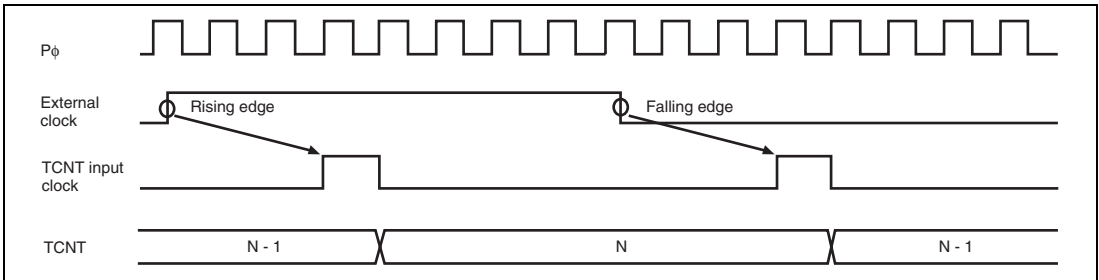 Pϕ
External
clock
Rising edge
Falling edge
TCNT input
clock
TCNT
N - 1
N
N - 1